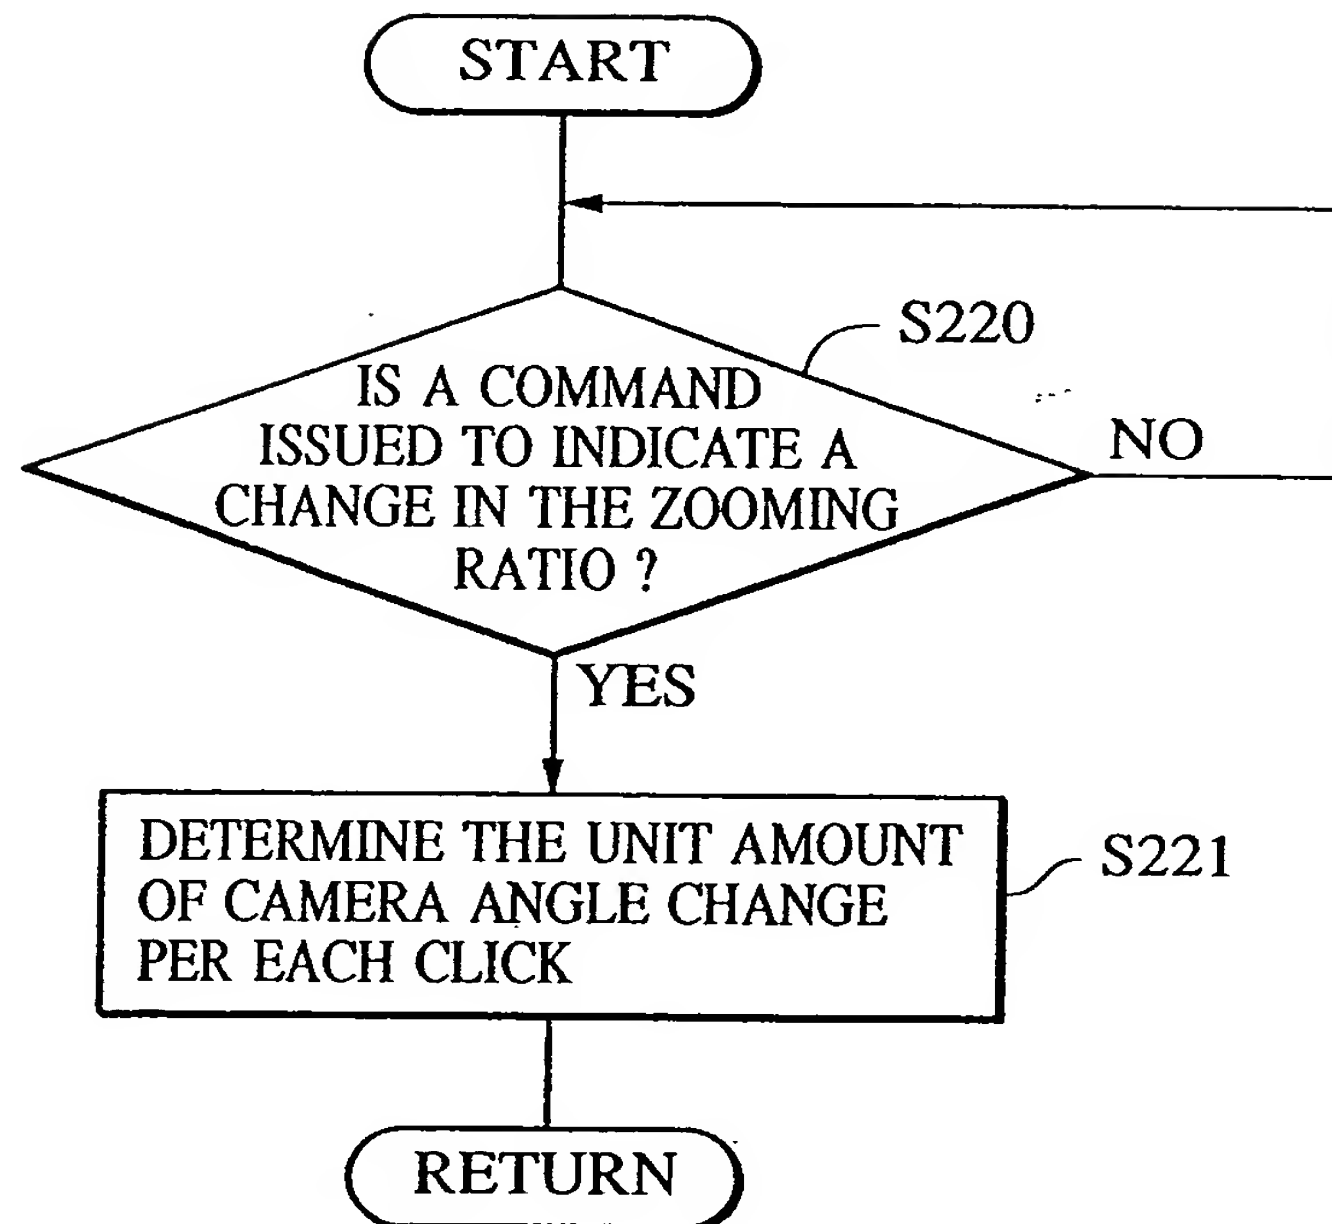 START
S220
IS A COMMAND
ISSUED TO INDICATE A
CHANGE IN THE ZOOMING
RATIO ?
NO
YES
DETERMINE THE UNIT AMOUNT
OF CAMERA ANGLE CHANGE
PER EACH CLICK
S221
RETURN